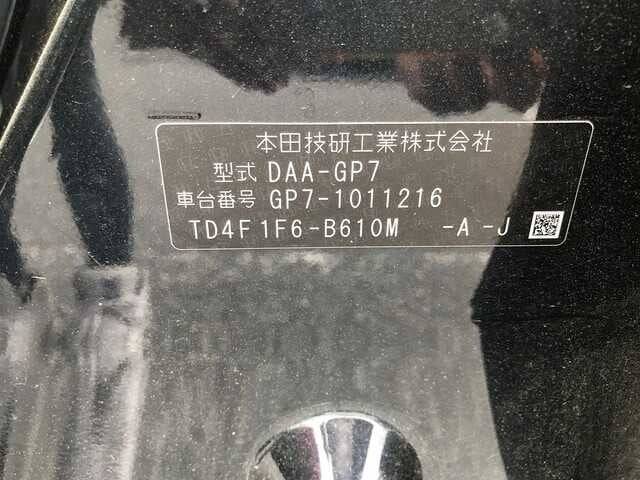 本田技研工業株式会社
型式 DAA-GP7
車台番号 GP7-1011216
TD4F1F6-B610M -A -J